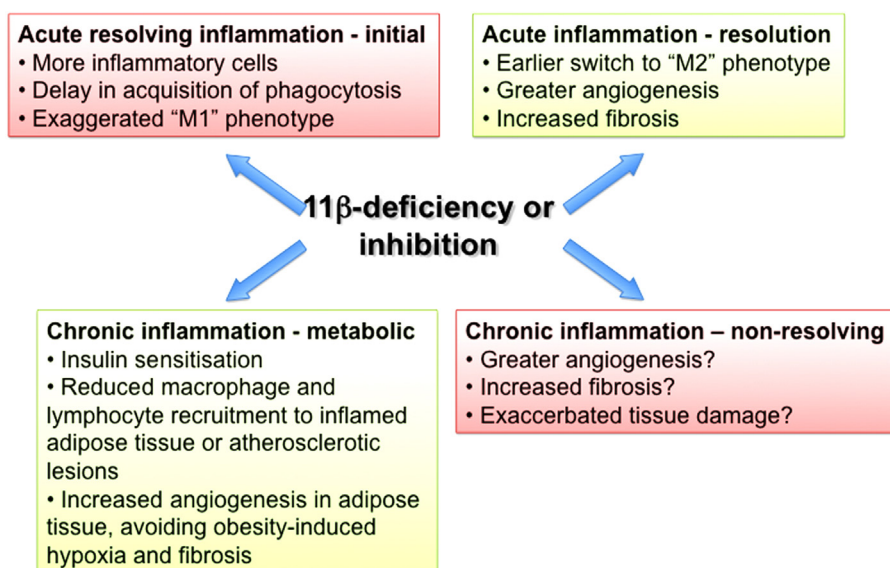 Acute resolving inflammation - initial
• More inflammatory cells
• Delay in acquisition of phagocytosis
• Exaggerated “M1” phenotype
Acute inflammation - resolution
• Earlier switch to “M2” phenotype
• Greater angiogenesis
• Increased fibrosis
11β-deficiency or
inhibition
Chronic inflammation - metabolic
• Insulin sensitisation
• Reduced macrophage and
lymphocyte recruitment to inflamed
adipose tissue or atherosclerotic
lesions
• Increased angiogenesis in adipose
tissue, avoiding obesity-induced
hypoxia and fibrosis
Chronic inflammation – non-resolving
• Greater angiogenesis?
• Increased fibrosis?
• Exaccerbated tissue damage?